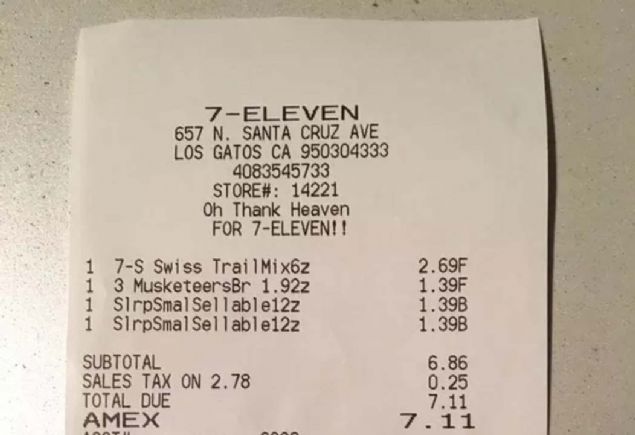 7-ELEVEN
657 N. SANTA CRUZ AVE
LOS GATOS CA 950304333
4083545733
STORE#: 14221
Oh Thank Heaven
FOR 7-ELEVEN!!
1 7-S Swiss TrailMix6z 2.69F
1 3 MusketeersBr 1.92z 1.39F
1 SlrpSmalSellable12z 1.39B
1 SlrpSmalSellable12z 1.39B
SUBTOTAL 6.86
SALES TAX ON 2.78 0.25
TOTAL DUE 7.11
AMEX 7.11